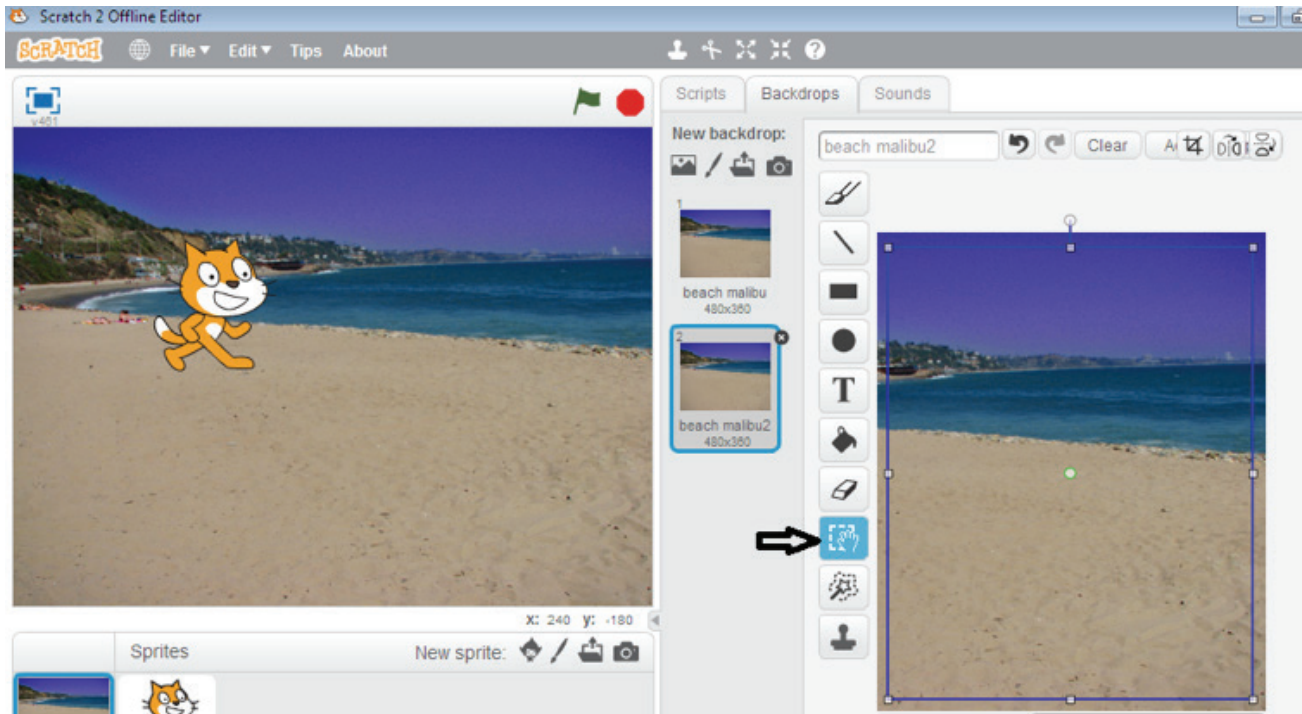 Scratch 2 Offline Editor
SCRATCH File Edit Tips About
v461
Scripts Backdrops Sounds
New backdrop:
beach malibu2 Clear
1
beach malibu
480x360
2
beach malibu2
480x360
T
X: 240 y: -180
Sprites New sprite: